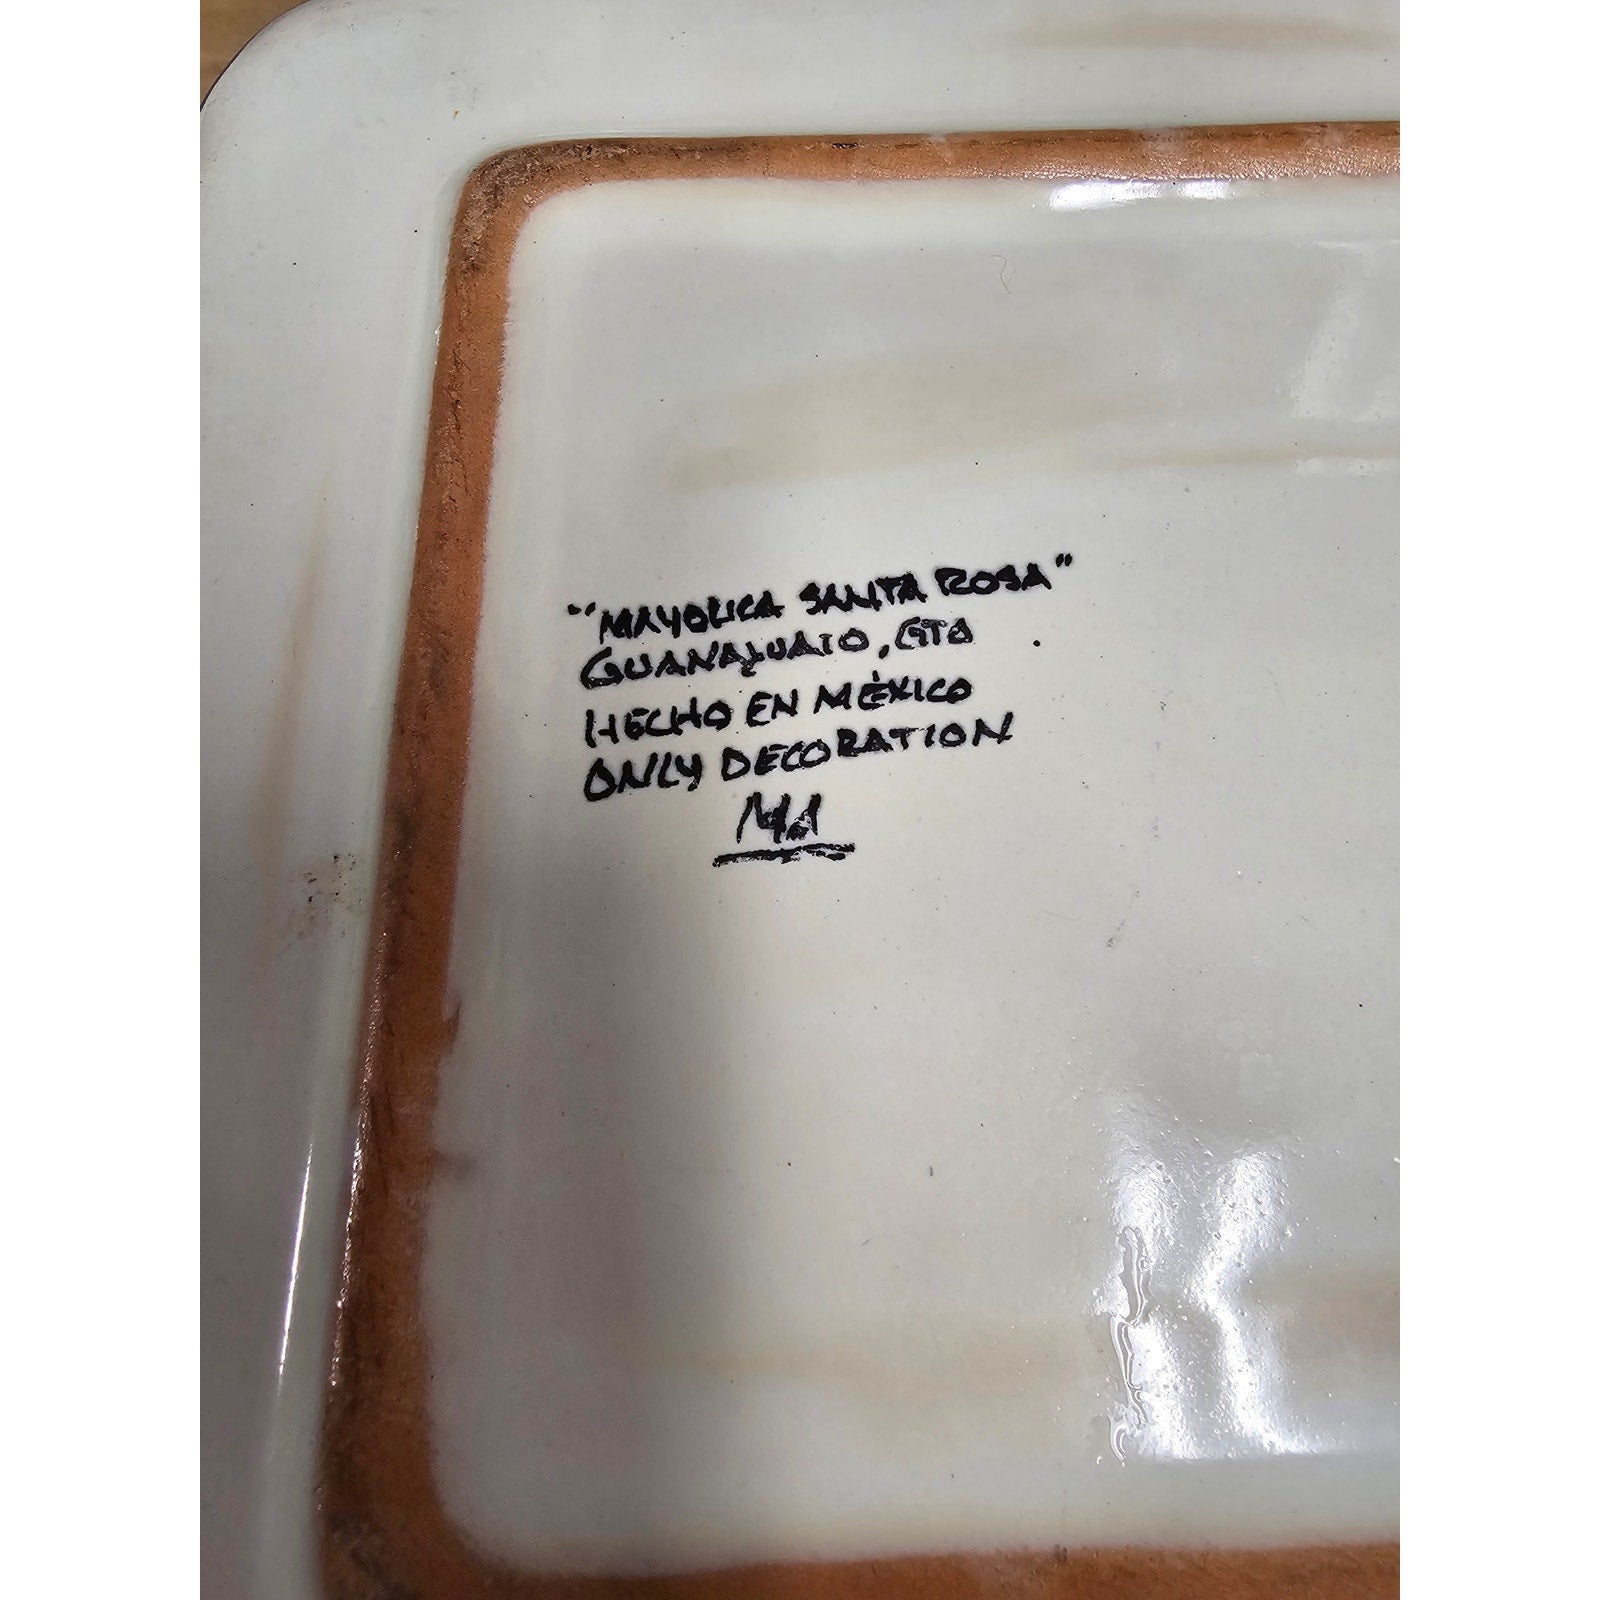 "MAYOLICA SANTA ROSA"
GUANAJUATO, GTO
HECHO EN MÉXICO
ONLY DECORATION